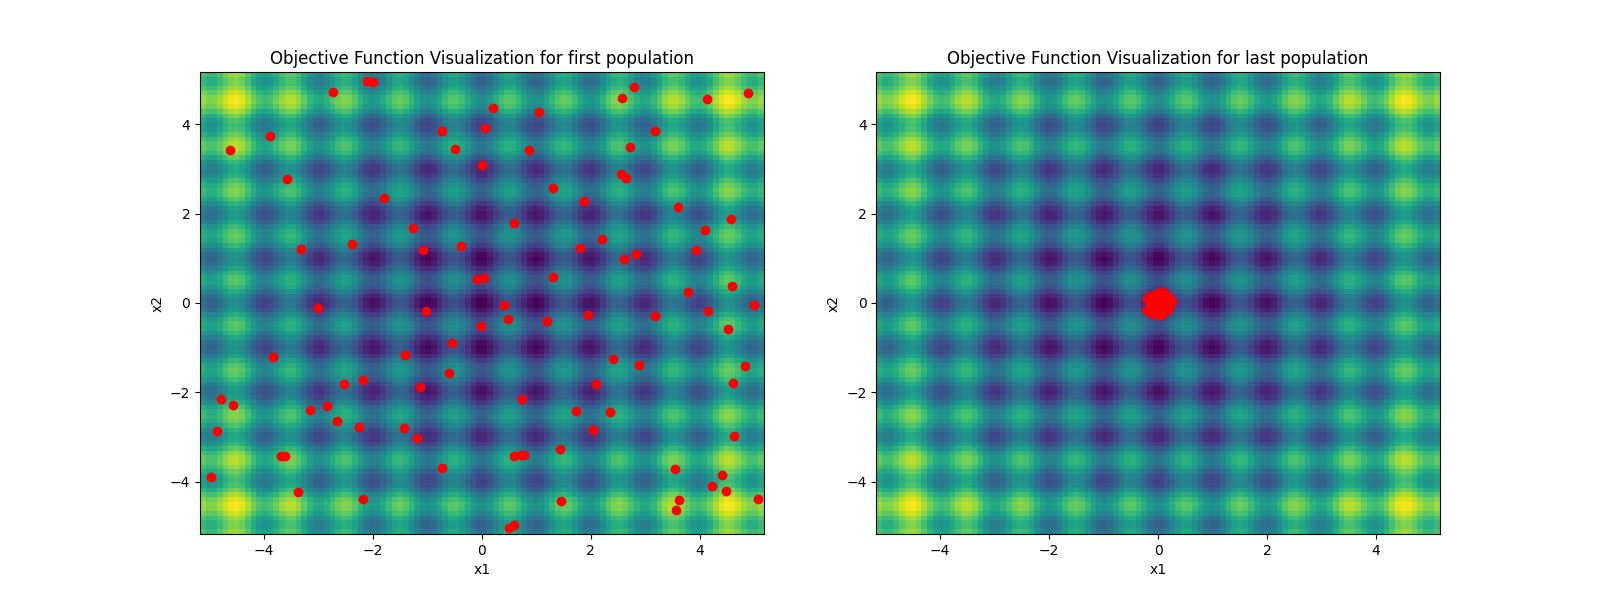 Objective Function Visualization for first population
4
2
0
−2
−4
x2
−4 −2 0 2 4
x1
Objective Function Visualization for last population
4
2
0
−2
−4
x2
−4 −2 0 2 4
x1